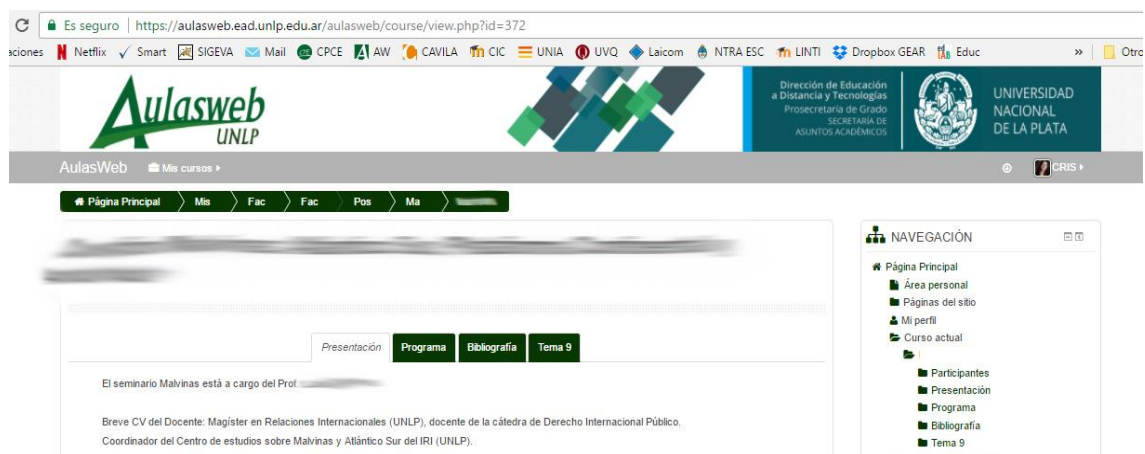 Es seguro | https://aulasweb.ead.unlp.edu.ar/aulasweb/course/view.php?id=372
aciones Netflix Smart SIGEVA Mail CPCE AW CAVILA CIC UNIA UVQ Laicom NTRA ESC LINTI Dropbox GEAR Educ » Otro
Aulasweb
UNLP
Dirección de Educación
a Distancia y Tecnologías
Prosecretaría de Grado
SECRETARÍA DE
ASUNTOS ACADÉMICOS
UNIVERSIDAD
NACIONAL
DE LA PLATA
AulasWeb Mis cursos CRIS
Página Principal Mis Fac Fac Pos Ma
NAVEGACIÓN
Página Principal
Área personal
Páginas del sitio
Mi perfil
Curso actual
Participantes
Presentación
Programa
Bibliografía
Tema 9
Presentación Programa Bibliografía Tema 9
El seminario Malvinas está a cargo del Prof.
Breve CV del Docente: Magíster en Relaciones Internacionales (UNLP), docente de la cátedra de Derecho Internacional Público.
Coordinador del Centro de estudios sobre Malvinas y Atlántico Sur del IRI (UNLP).